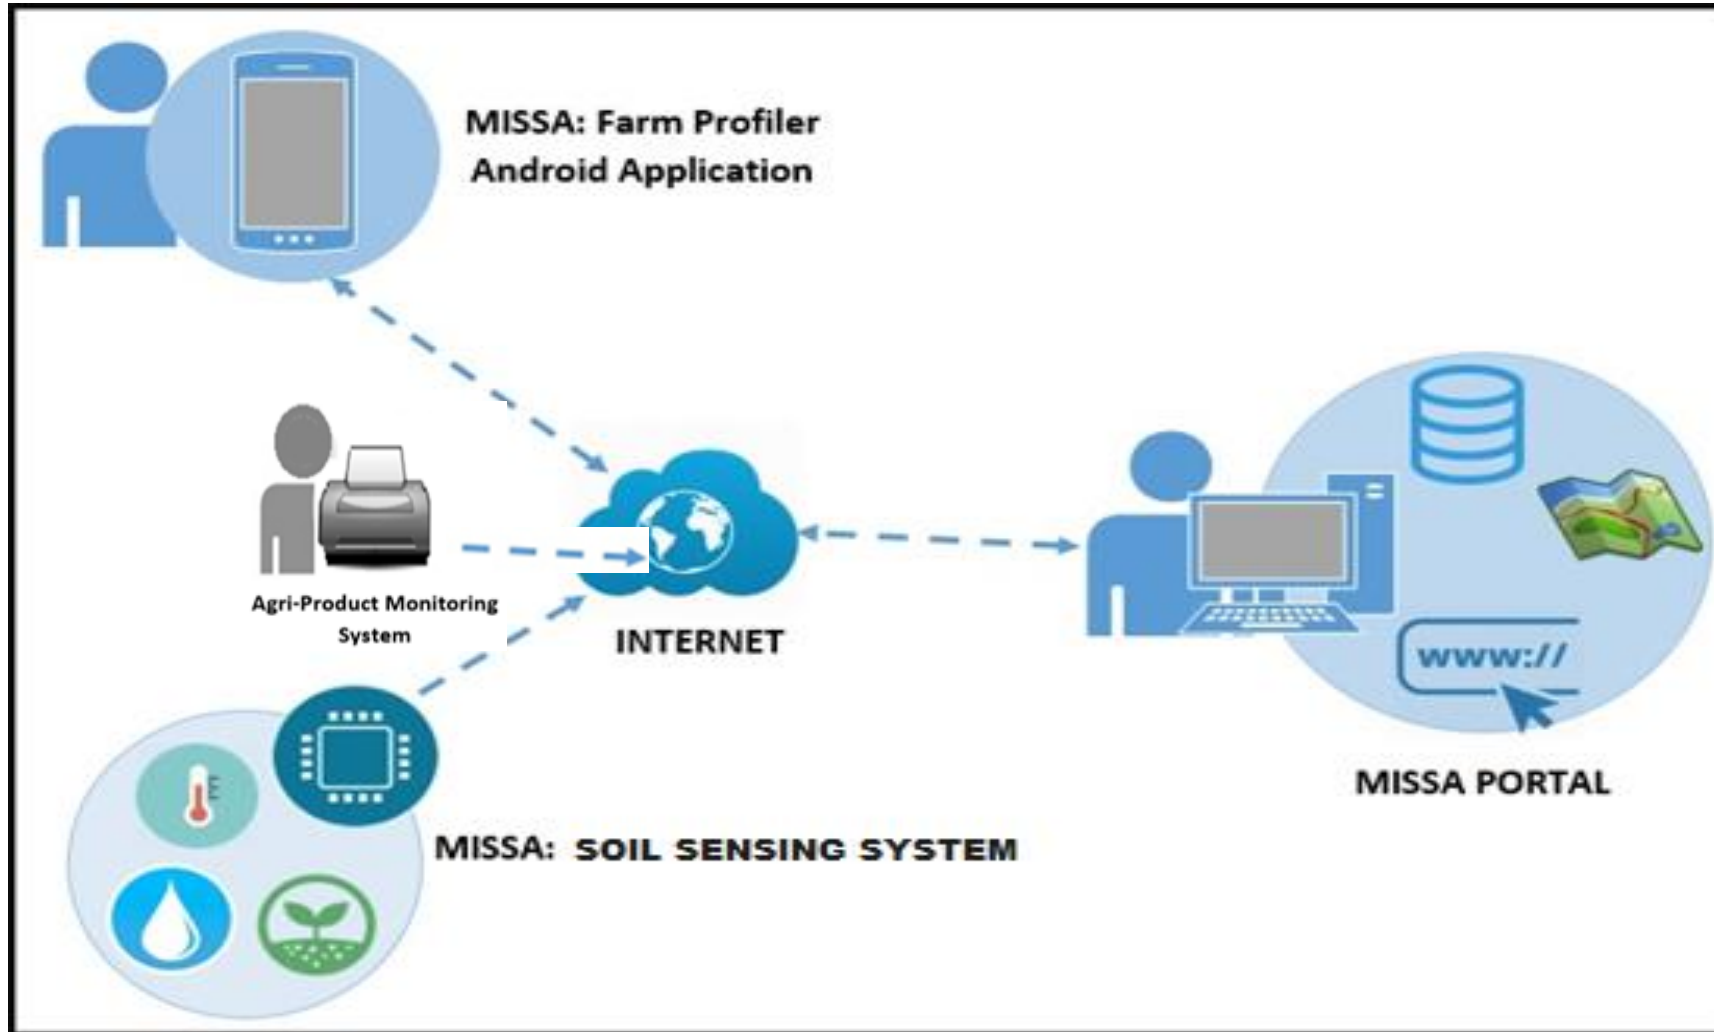 MISSA: Farm Profiler
Android Application
Agri-Product Monitoring
System
INTERNET
www://
MISSA PORTAL
MISSA: SOIL SENSING SYSTEM